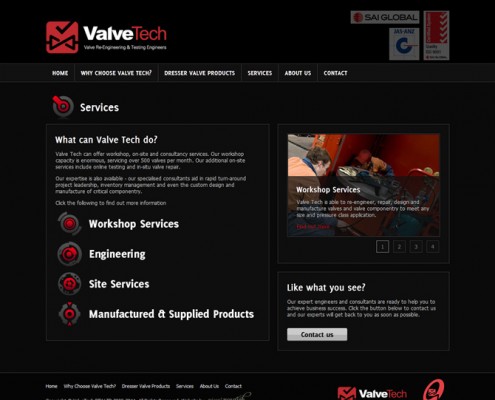 ValveTech
Valve Re-Engineering & Testing Engineers
SAI GLOBAL
JAS-ANZ
HOME
WHY CHOOSE VALVE TECH?
DRESSER VALVE PRODUCTS
SERVICES
ABOUT US
CONTACT
Services
What can Valve Tech do?
Valve Tech can offer workshop, on-site and consultancy services. Our workshop
capacity is enormous, servicing over 500 valves per month. Our additional on-site
services include online testing and in-situ valve repair.
Our expertise is also available - our specialised consultants aid in rapid turn-around
project leadership, inventory management and even the custom design and
manufacture of critical componentry.
Click the following to find out more information
Workshop Services
Engineering
Site Services
Manufactured & Supplied Products
Workshop Services
Valve Tech is able to re-engineer, repair, design and
manufacture valves and valve componentry to meet any
size and pressure class application.
Find out more
1
2
3
4
Like what you see?
Our expert engineers and consultants are ready to help you to
achieve business success. Click the button below to contact us
and our experts will get back to you as soon as possible.
Contact us
Home
Why Choose Valve Tech?
Dresser Valve Products
Services
About Us
Contact
ValveTech